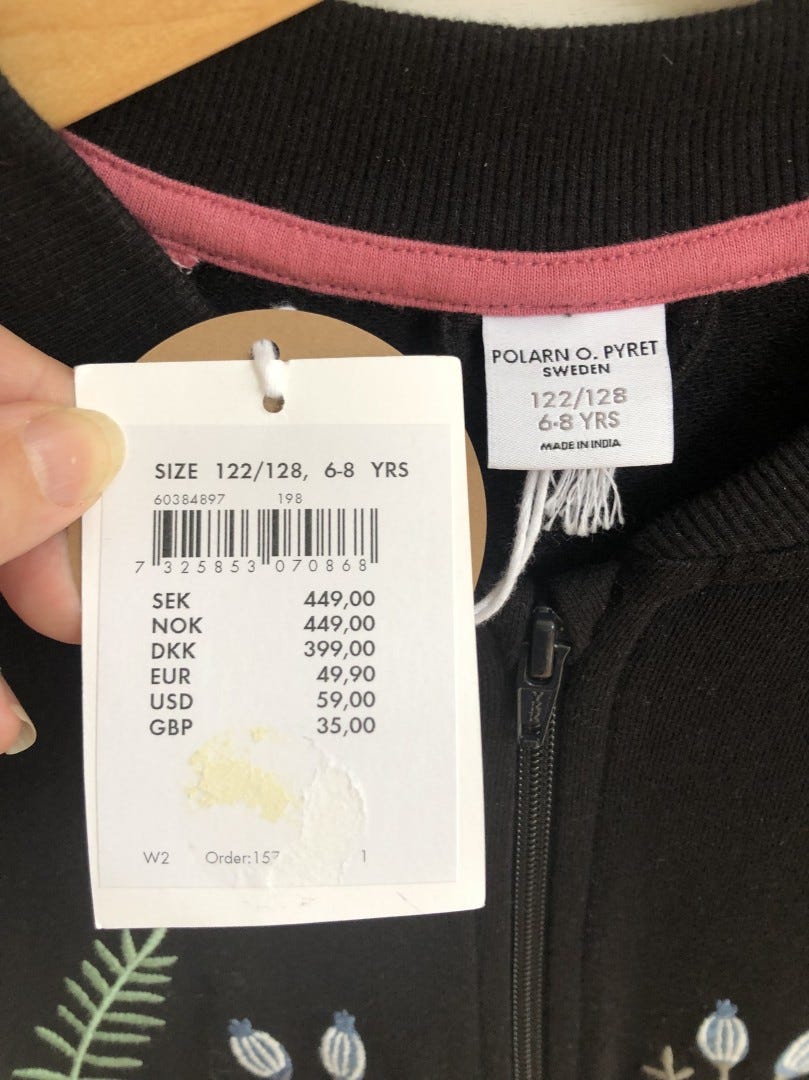 POLARN O. PYRET
SWEDEN
122/128
6-8 YRS
MADE IN INDIA
SIZE 122/128, 6-8 YRS
60384897 198
7 325853 070868
SEK 449,00
NOK 449,00
DKK 399,00
EUR 49,90
USD 59,00
GBP 35,00
W2 Order:157 1
YKK